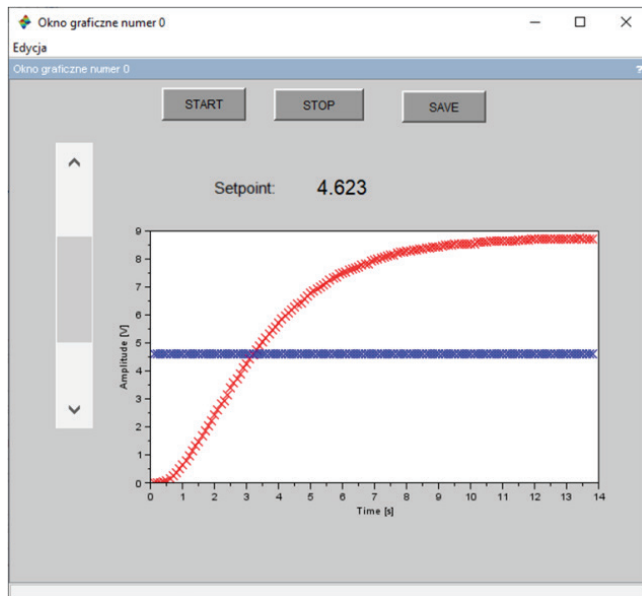 Okno graficzne numer 0
Edycja
Okno graficzne numer 0 ?
START STOP SAVE
Setpoint: 4.623
9
8
7
6
5
4
3
2
1
0
Amplitude [V]
0 1 2 3 4 5 6 7 8 9 10 11 12 13 14
Time [s]